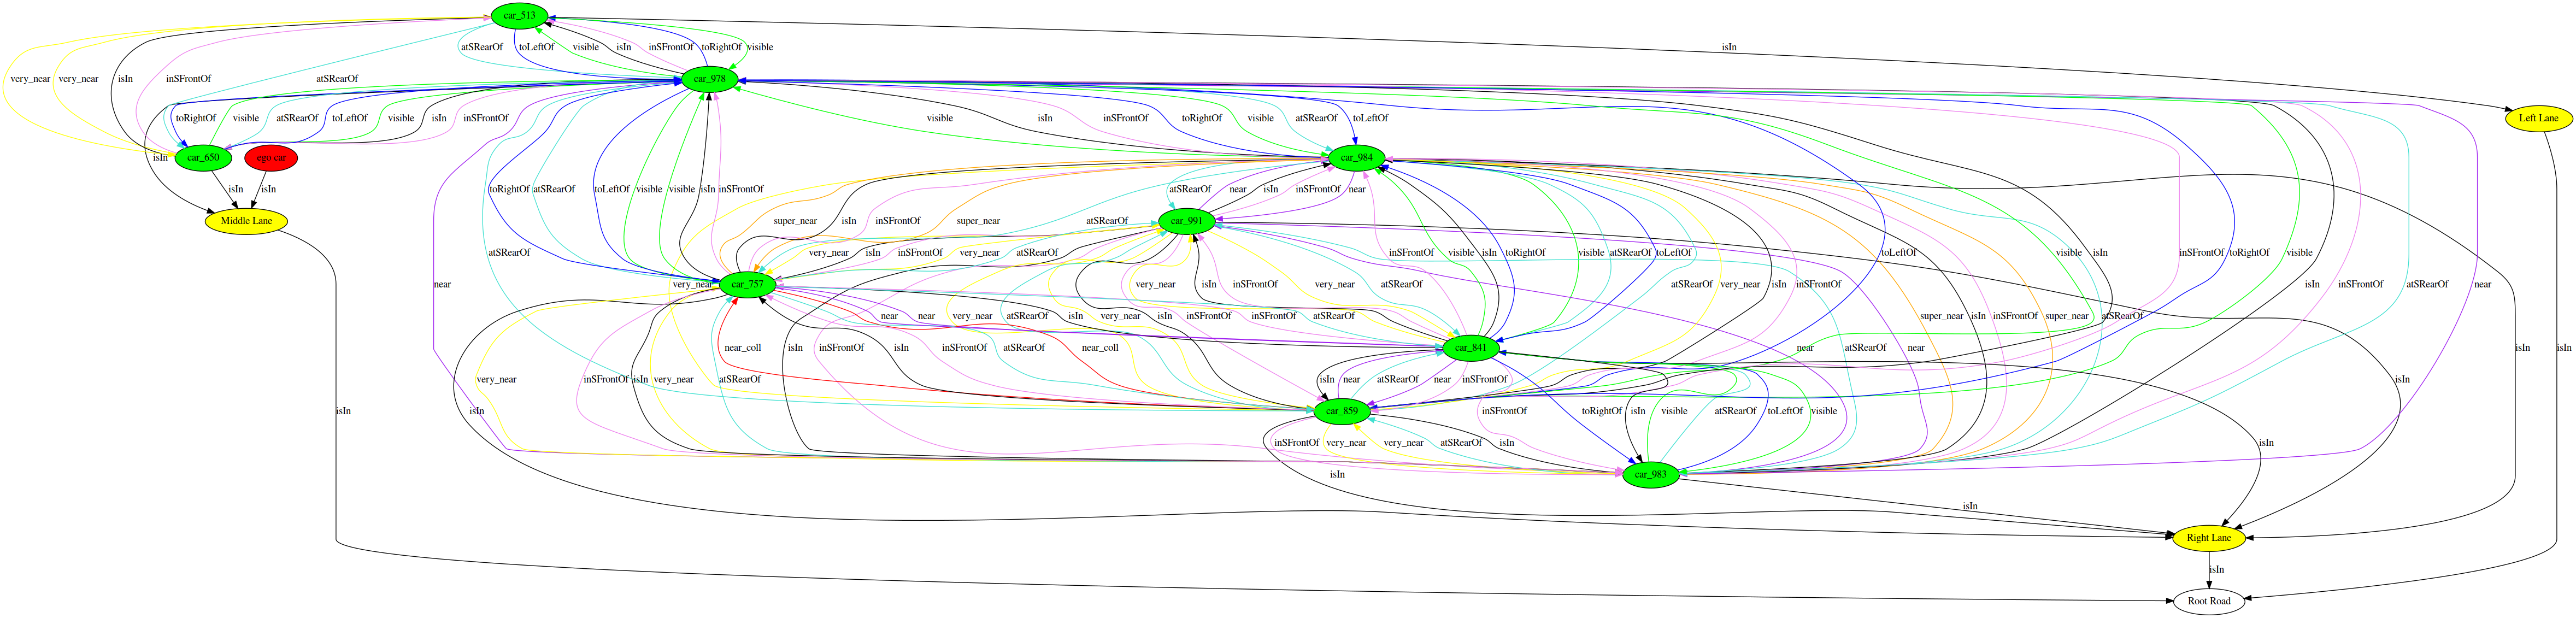 car_513
isIn
atSRearOf toLeftOf visible isIn inSFrontOf toRightOf visible
very_near very_near isIn inSFrontOf atSRearOf car_978
toRightOf visible atSRearOf toLeftOf visible isIn inSFrontOf visible isIn inSFrontOf toRightOf visible atSRearOf toLeftOf Left Lane
isIn car_650 ego car car_984
isIn isIn toRightOf atSRearOf toLeftOf visible visible isIn inSFrontOf atSRearOf near isIn inSFrontOf near
Middle Lane super_near isIn inSFrontOf super_near atSRearOf car_991
atSRearOf very_near isIn inSFrontOf very_near atSRearOf inSFrontOf visible isIn toRightOf visible atSRearOf toLeftOf toLeftOf visible isIn inSFrontOf toRightOf visible
near very_near car_757 very_near inSFrontOf very_near atSRearOf atSRearOf very_near isIn inSFrontOf isIn inSFrontOf atSRearOf near
near near very_near atSRearOf isIn very_near isIn inSFrontOf inSFrontOf atSRearOf super_near isIn inSFrontOf super_near atSRearOf
isIn near_coll isIn inSFrontOf isIn inSFrontOf atSRearOf near_coll car_841 near atSRearOf near isIn isIn
very_near inSFrontOf isIn very_near atSRearOf isIn near atSRearOf near inSFrontOf isIn
isIn isIn car_859 inSFrontOf toRightOf isIn visible atSRearOf toLeftOf visible
inSFrontOf very_near very_near atSRearOf isIn isIn
isIn car_983
isIn
Right Lane
isIn
Root Road